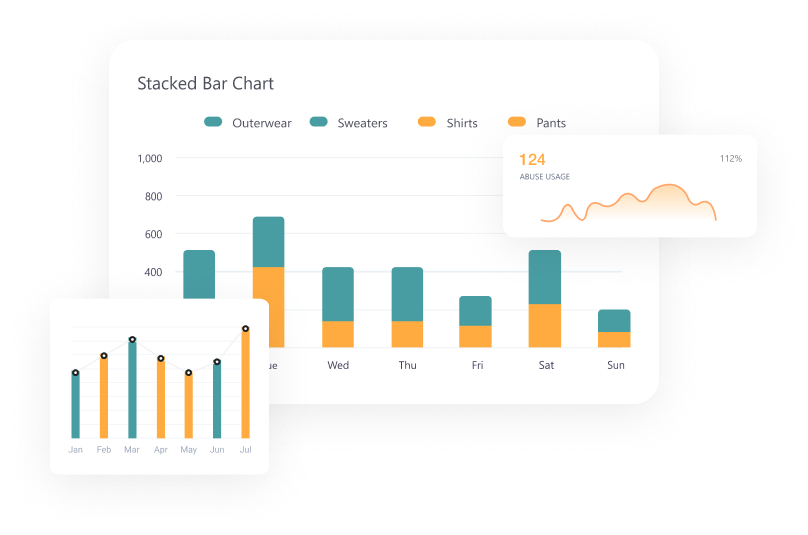 Stacked Bar Chart
Outerwear Sweaters Shirts Pants
1,000
800
600
400
124 112%
ABUSE USAGE
Wed Thu Fri Sat Sun
Jan Feb Mar Apr May Jun Jul